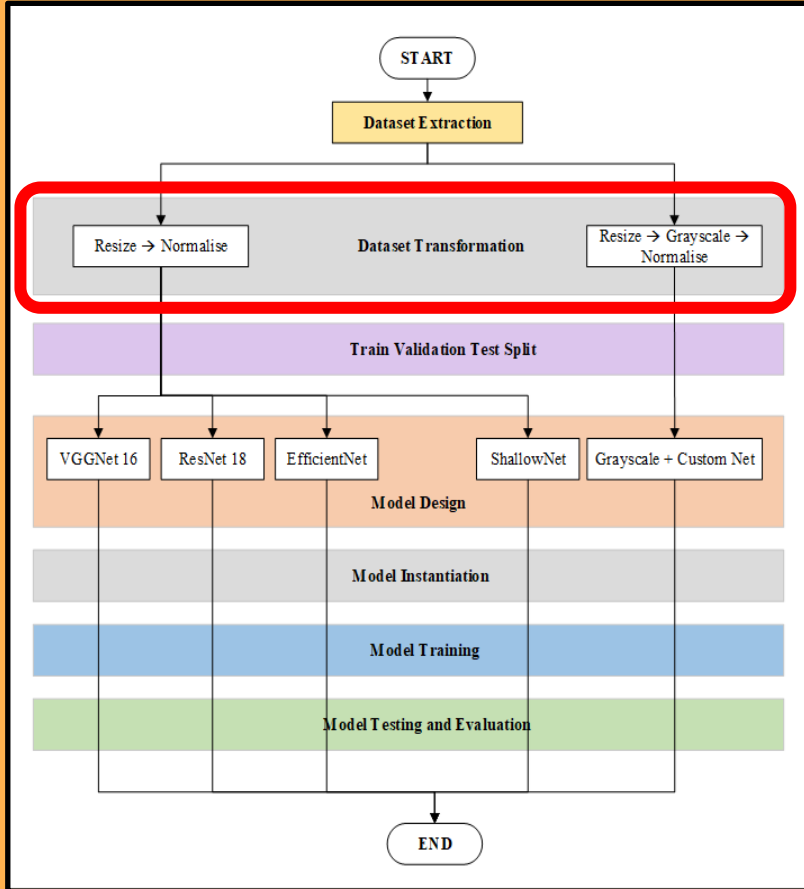 START
Dataset Extraction
Resize → Normalise
Dataset Transformation
Resize → Grayscale →
Normalise
Train Validation Test Split
VGGNet 16
ResNet 18
EfficientNet
ShallowNet
Grayscale + Custom Net
Model Design
Model Instantiation
Model Training
Model Testing and Evaluation
END